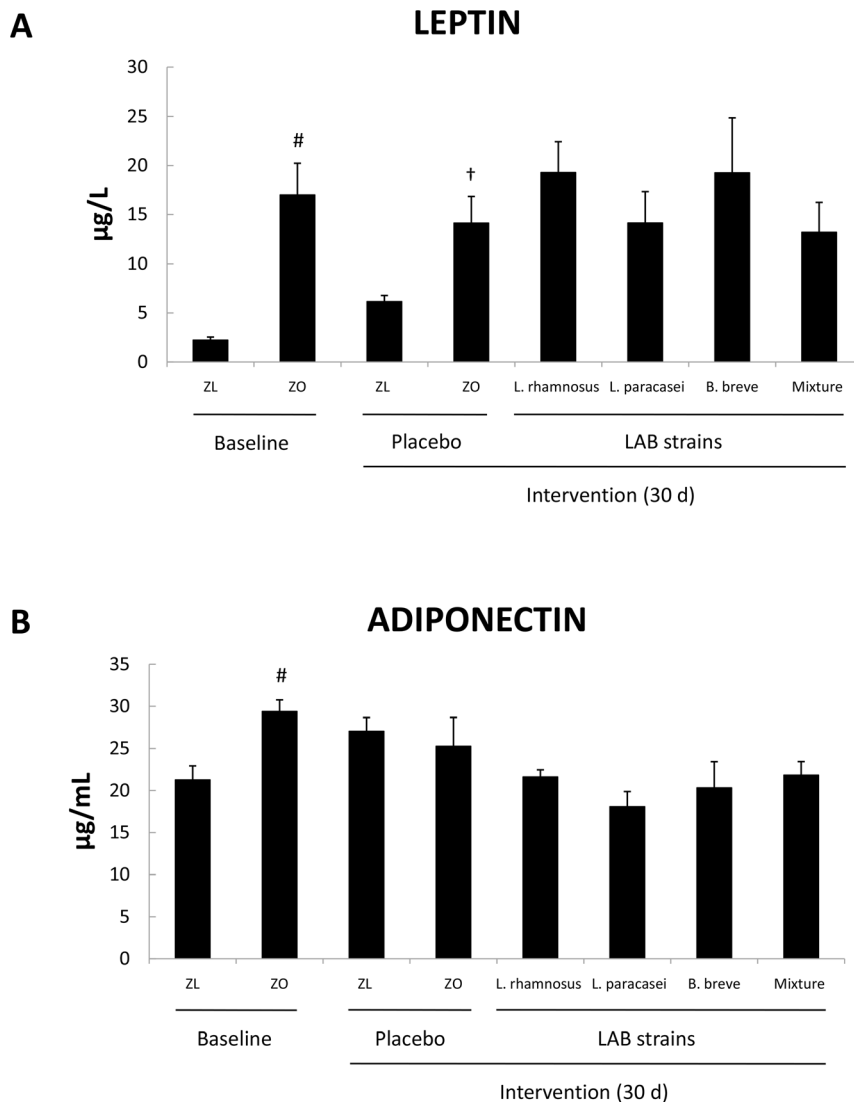 A
LEPTIN
30
25
20
15
10
5
0
µg/L
#
†
ZL ZO ZL ZO L. rhamnosus L. paracasei B. breve Mixture
Baseline Placebo LAB strains
Intervention (30 d)
B
ADIPONECTIN
35
30
25
20
15
10
5
0
µg/mL
#
ZL ZO ZL ZO L. rhamnosus L. paracasei B. breve Mixture
Baseline Placebo LAB strains
Intervention (30 d)